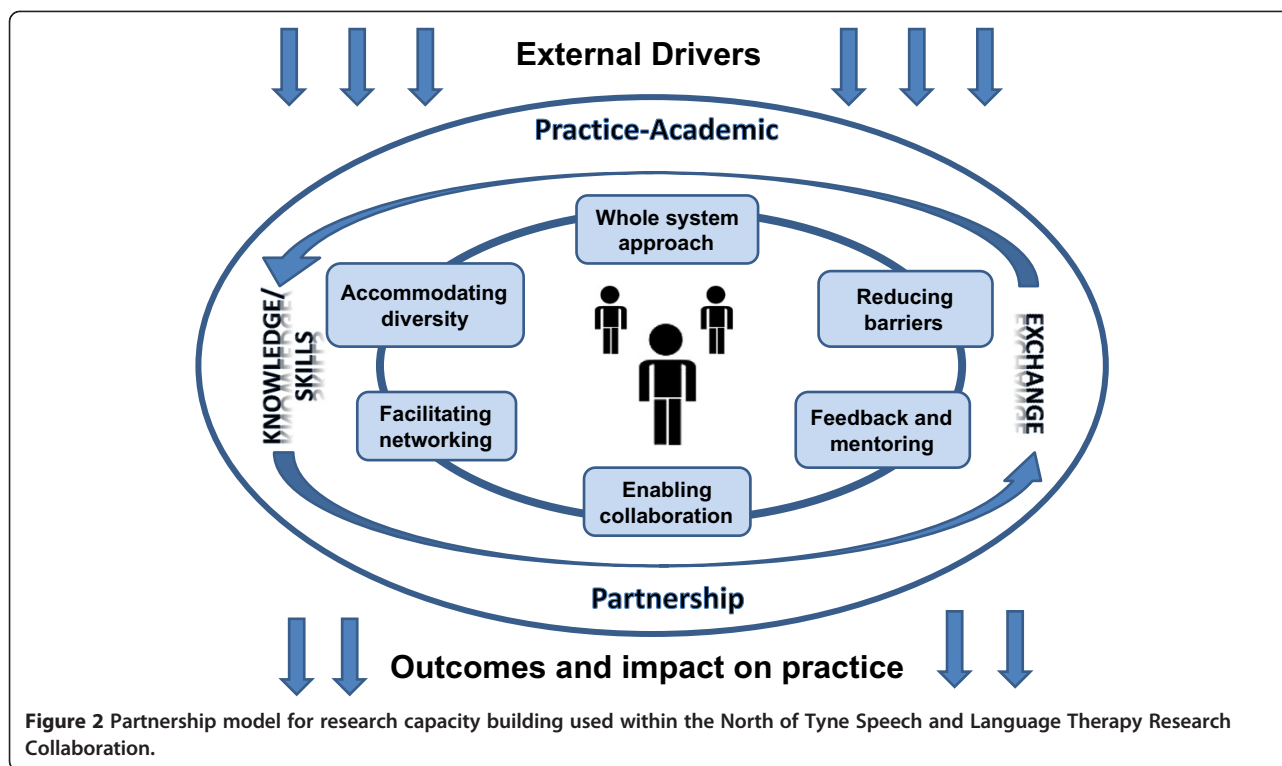 External Drivers
Practice-Academic
Whole system
approach
Accommodating
diversity
Reducing
barriers
KNOWLEDGE/
SKILLS
EXCHANGE
Facilitating
networking
Feedback and
mentoring
Enabling
collaboration
Partnership
Outcomes and impact on practice
Figure 2 Partnership model for research capacity building used within the North of Tyne Speech and Language Therapy Research
Collaboration.